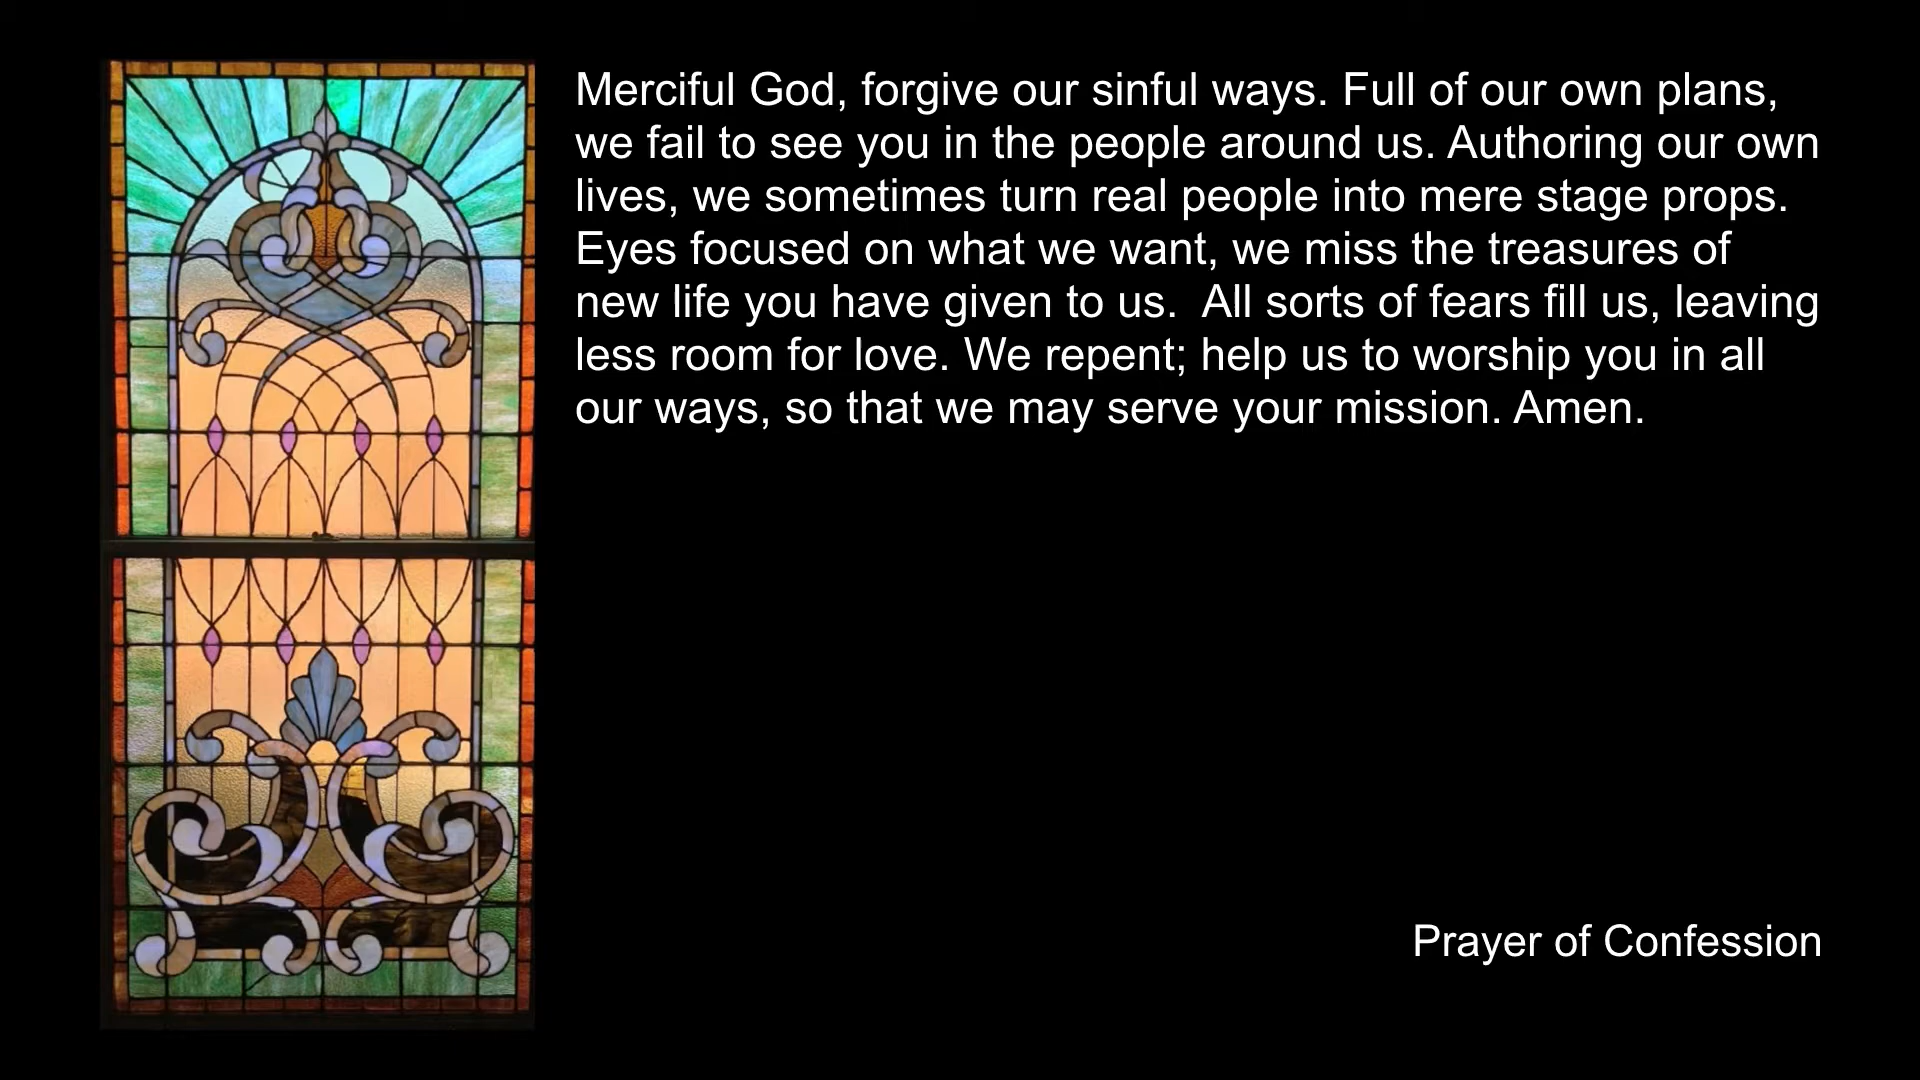 Merciful God, forgive our sinful ways. Full of our own plans,
we fail to see you in the people around us. Authoring our own
lives, we sometimes turn real people into mere stage props.
Eyes focused on what we want, we miss the treasures of
new life you have given to us.  All sorts of fears fill us, leaving
less room for love. We repent; help us to worship you in all
our ways, so that we may serve your mission. Amen.
Prayer of Confession